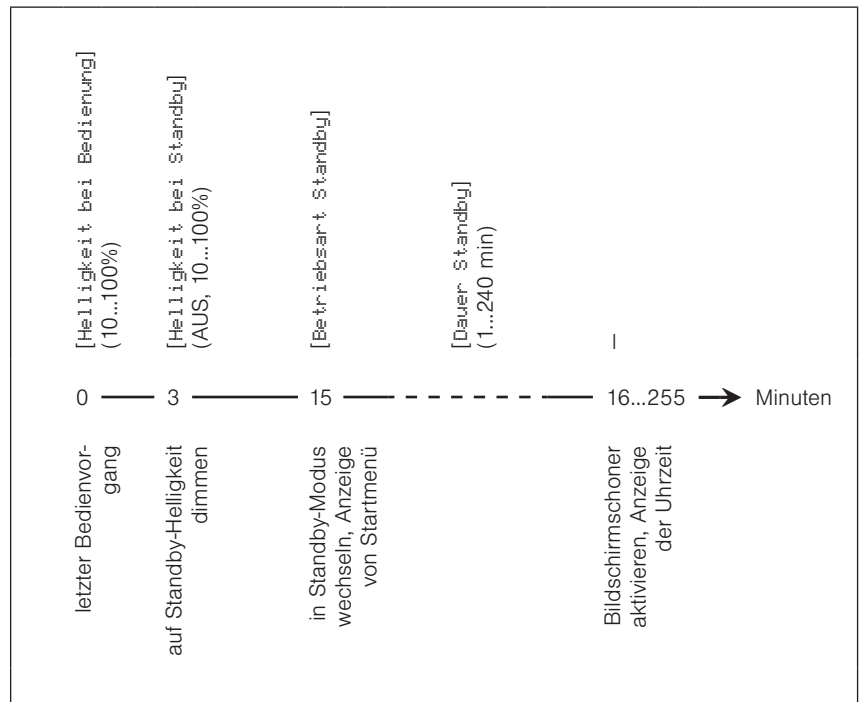 [Helligkeit bei Bedienung]
(10...100%)
[Helligkeit bei Standby]
(AUS, 10...100%)
[Betriebsart Standby]
[Dauer Standby]
(1...240 min)
–
0 3 15 16...255 Minuten
letzter Bedienvor-
gang
auf Standby-Helligkeit
dimmen
in Standby-Modus
wechseln, Anzeige
von Startmenü
Bildschirmschoner
aktivieren, Anzeige
der Uhrzeit